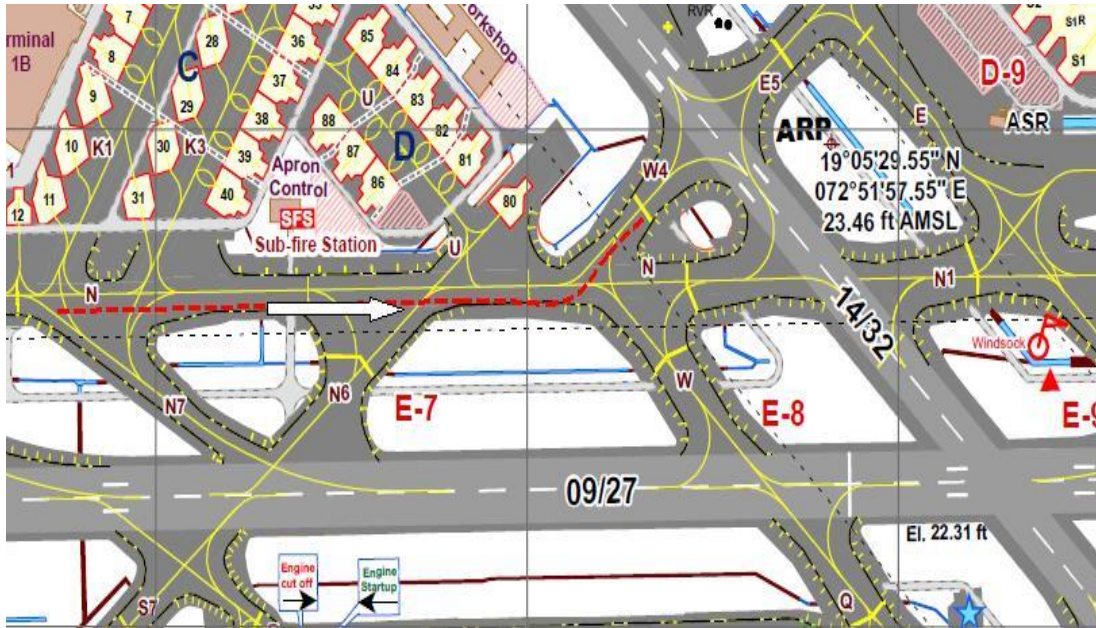 orkshop
RVR
S2
S1R
S1
D-9
ASR
7
8
28
35
36
85
rminal
1B
C
84
E5
E
9
37
U
83
29
38
88
82
ARP
10
K1
30
K3
87
D
81
19°05'29.55" N
39
Apron
Control
86
W4
072°51'57.55" E
12
11
31
40
80
23.46 ft AMSL
SFS
Sub-fire Station
U
N
N
N1
14/32
Windsock
N7
N6
E-7
W
E-8
E-9
09/27
El. 22.31 ft
Engine
cut off
Engine
Startup
S7
Q